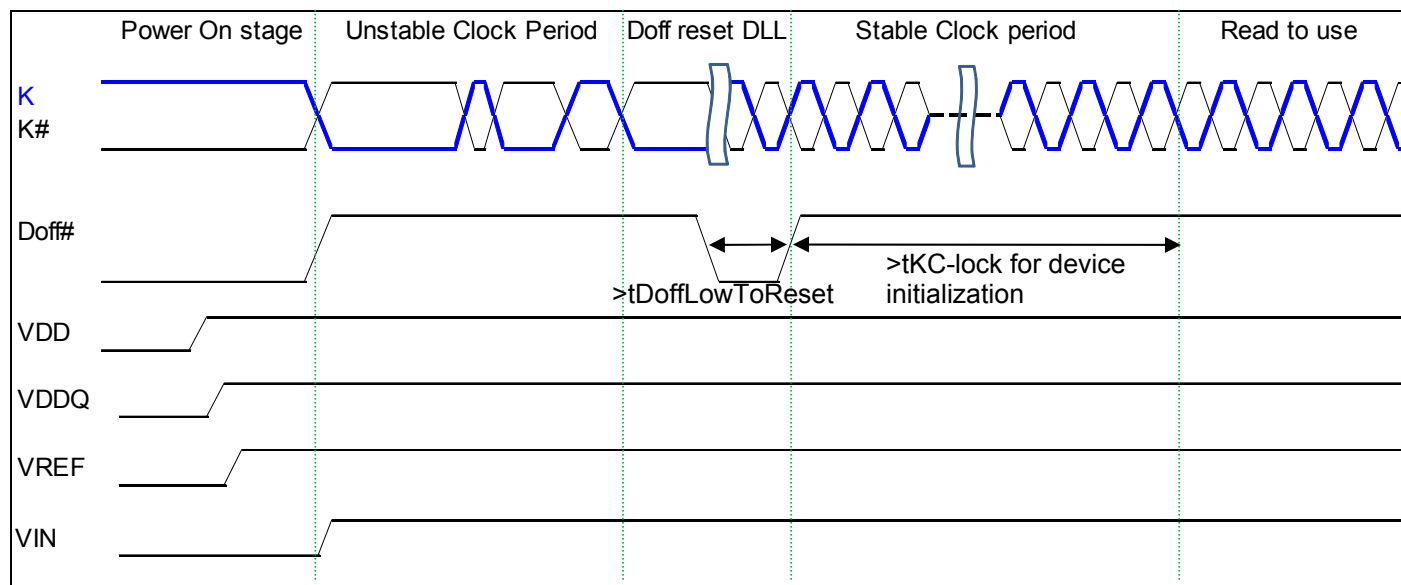 Power On stage
Unstable Clock Period
Doff reset DLL
Stable Clock period
Read to use
K
K#
Doff#
>tDoffLowToReset
>tKC-lock for device
initialization
VDD
VDDQ
VREF
VIN